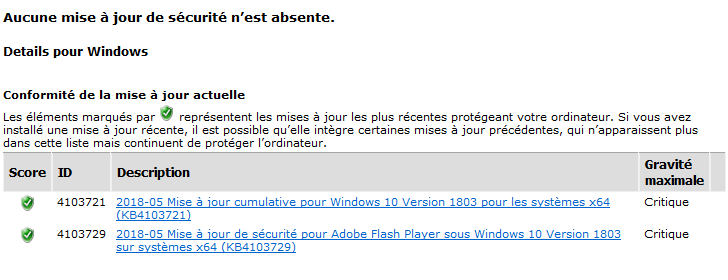 Aucune mise à jour de sécurité n’est absente.
Details pour Windows
Conformité de la mise à jour actuelle
Les éléments marqués par représentent les mises à jour les plus récentes protégeant votre ordinateur. Si vous avez
installé une mise à jour récente, il est possible qu’elle intègre certaines mises à jour précédentes, qui n’apparaissent plus
dans cette liste mais continuent de protéger l’ordinateur.
Score ID Description Gravité
maximale
4103721 2018-05 Mise à jour cumulative pour Windows 10 Version 1803 pour les systèmes x64 Critique
(KB4103721)
4103729 2018-05 Mise à jour de sécurité pour Adobe Flash Player sous Windows 10 Version 1803 Critique
sur systèmes x64 (KB4103729)